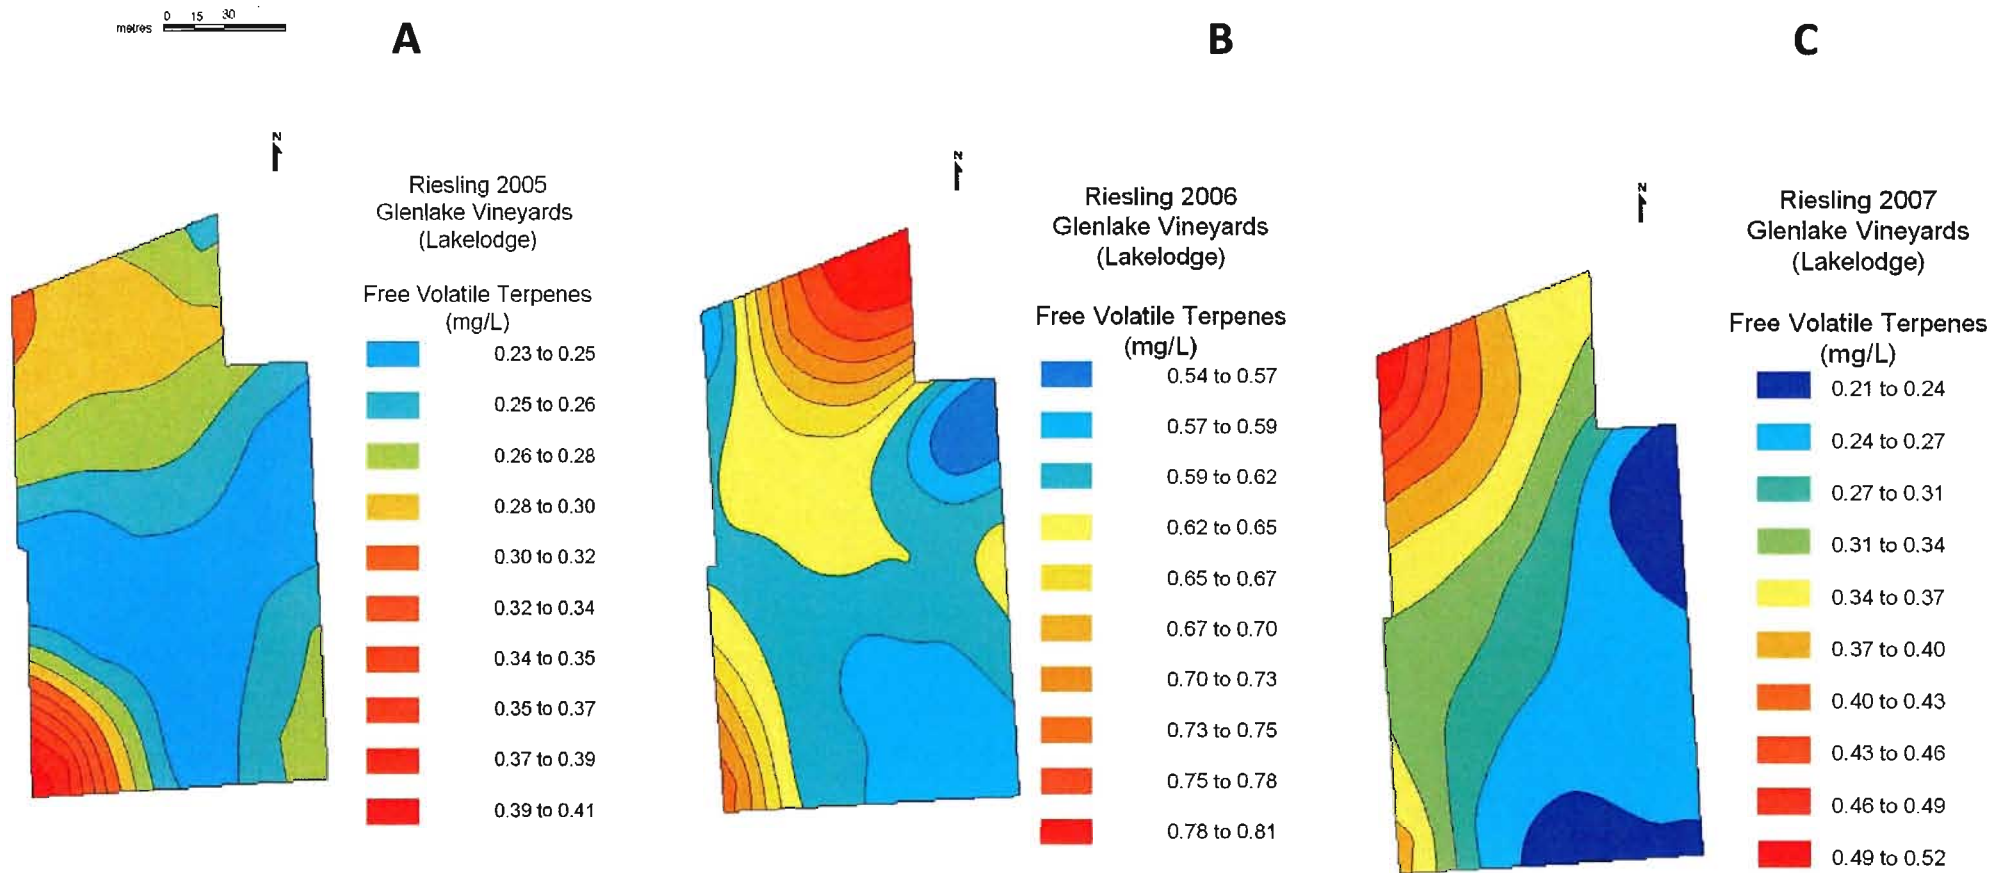 metres 0 15 30
A
N
Riesling 2005
Glenlake Vineyards
(Lakelodge)
Free Volatile Terpenes
(mg/L)
0.23 to 0.25
0.25 to 0.26
0.26 to 0.28
0.28 to 0.30
0.30 to 0.32
0.32 to 0.34
0.34 to 0.35
0.35 to 0.37
0.37 to 0.39
0.39 to 0.41
B
N
Riesling 2006
Glenlake Vineyards
(Lakelodge)
Free Volatile Terpenes
(mg/L)
0.54 to 0.57
0.57 to 0.59
0.59 to 0.62
0.62 to 0.65
0.65 to 0.67
0.67 to 0.70
0.70 to 0.73
0.73 to 0.75
0.75 to 0.78
0.78 to 0.81
C
N
Riesling 2007
Glenlake Vineyards
(Lakelodge)
Free Volatile Terpenes
(mg/L)
0.21 to 0.24
0.24 to 0.27
0.27 to 0.31
0.31 to 0.34
0.34 to 0.37
0.37 to 0.40
0.40 to 0.43
0.43 to 0.46
0.46 to 0.49
0.49 to 0.52